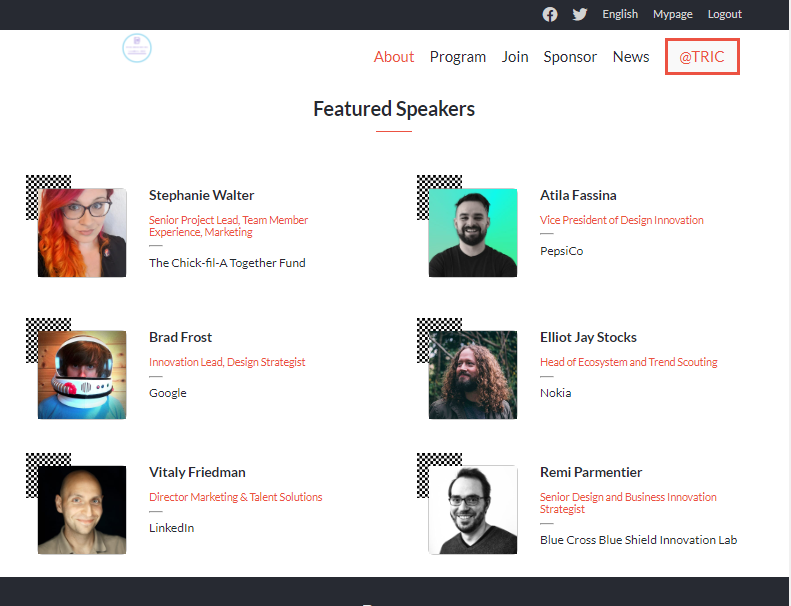 English Mypage Logout
About Program Join Sponsor News @TRIC
Featured Speakers
Stephanie Walter
Senior Project Lead, Team Member
Experience, Marketing
The Chick-fil-A Together Fund
Atila Fassina
Vice President of Design Innovation
PepsiCo
Brad Frost
Innovation Lead, Design Strategist
Google
Elliot Jay Stocks
Head of Ecosystem and Trend Scouting
Nokia
Vitaly Friedman
Director Marketing & Talent Solutions
LinkedIn
Remi Parmentier
Senior Design and Business Innovation
Strategist
Blue Cross Blue Shield Innovation Lab